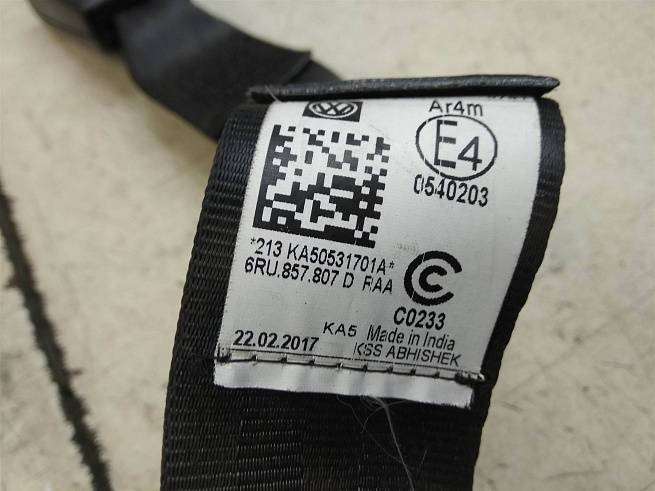 Ar4m
E4
0540203
*213 KA50531701A*
6RU.857.807 D RAA
C0233
KA5 Made in India
22.02.2017 KSS ABHISHEK